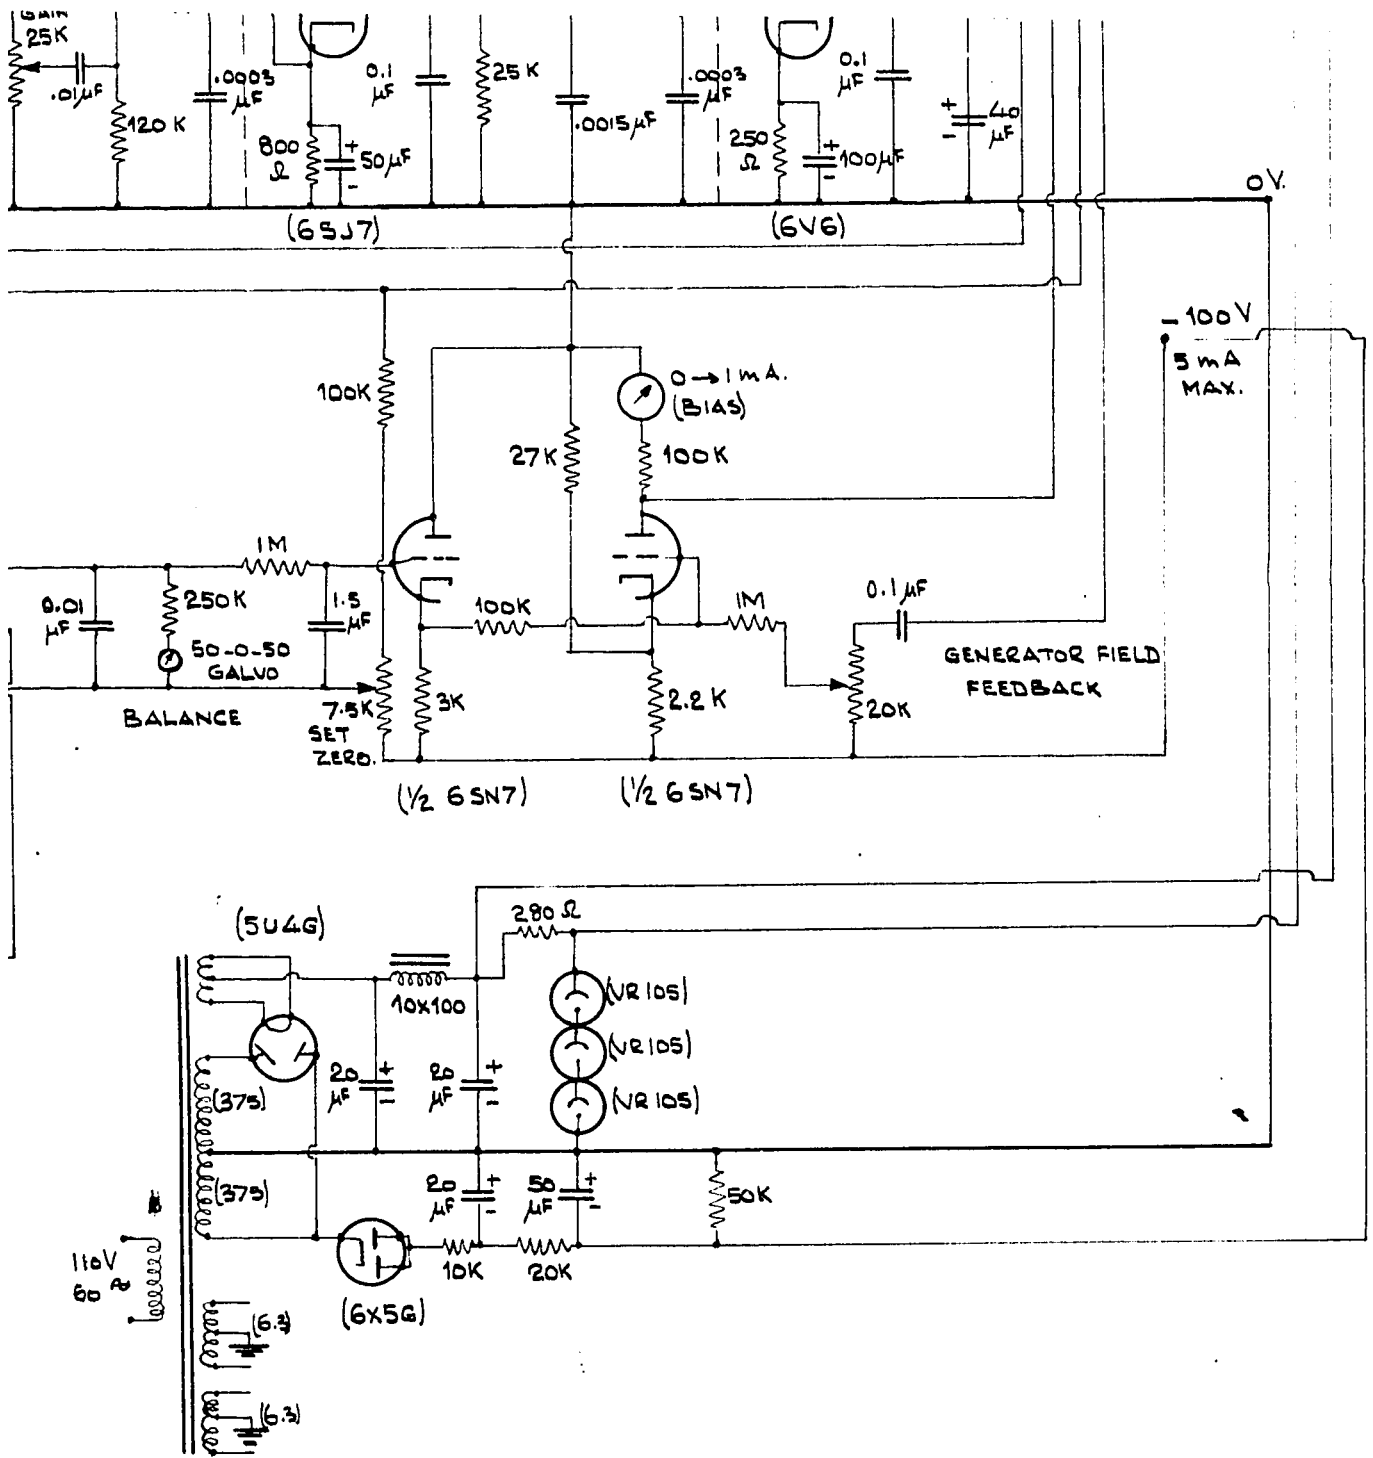 GAIN
25K
.01μF
120K
.0003
μF
800
Ω
50μF
+
-
0.1
μF
25K
.0015μF
.0003
μF
250
Ω
100μF
+
-
0.1
μF
+
-
40
μF
0V.
(6SJ7)
(6V6)
- 100V
5 mA
MAX.
100K
0→1 mA.
(BIAS)
27K
100K
1M
0.01
μF
250K
50-0-50
GALVO
1.5
μF
100K
1M
0.1μF
GENERATOR FIELD
FEEDBACK
BALANCE
7.5K
SET
ZERO.
3K
2.2K
20K
(1/2 6SN7)
(1/2 6SN7)
(5U4G)
280Ω
10x100
(VR105)
(VR105)
(VR105)
(375)
20
μF
+
-
20
μF
+
-
(375)
20
μF
+
-
50
μF
+
-
50K
110V
60
10K
20K
(6X5G)
(6.3)
(6.3)